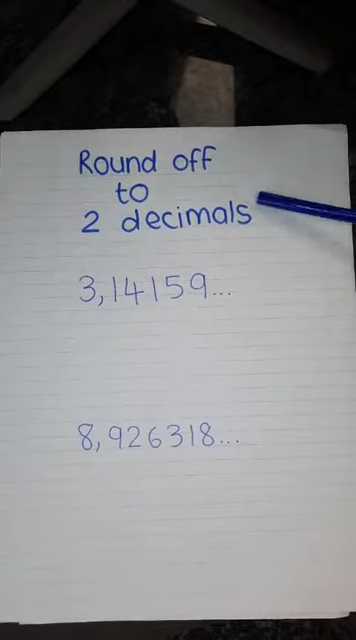 Round off
to
2 decimals
3,14159...
8,926318...